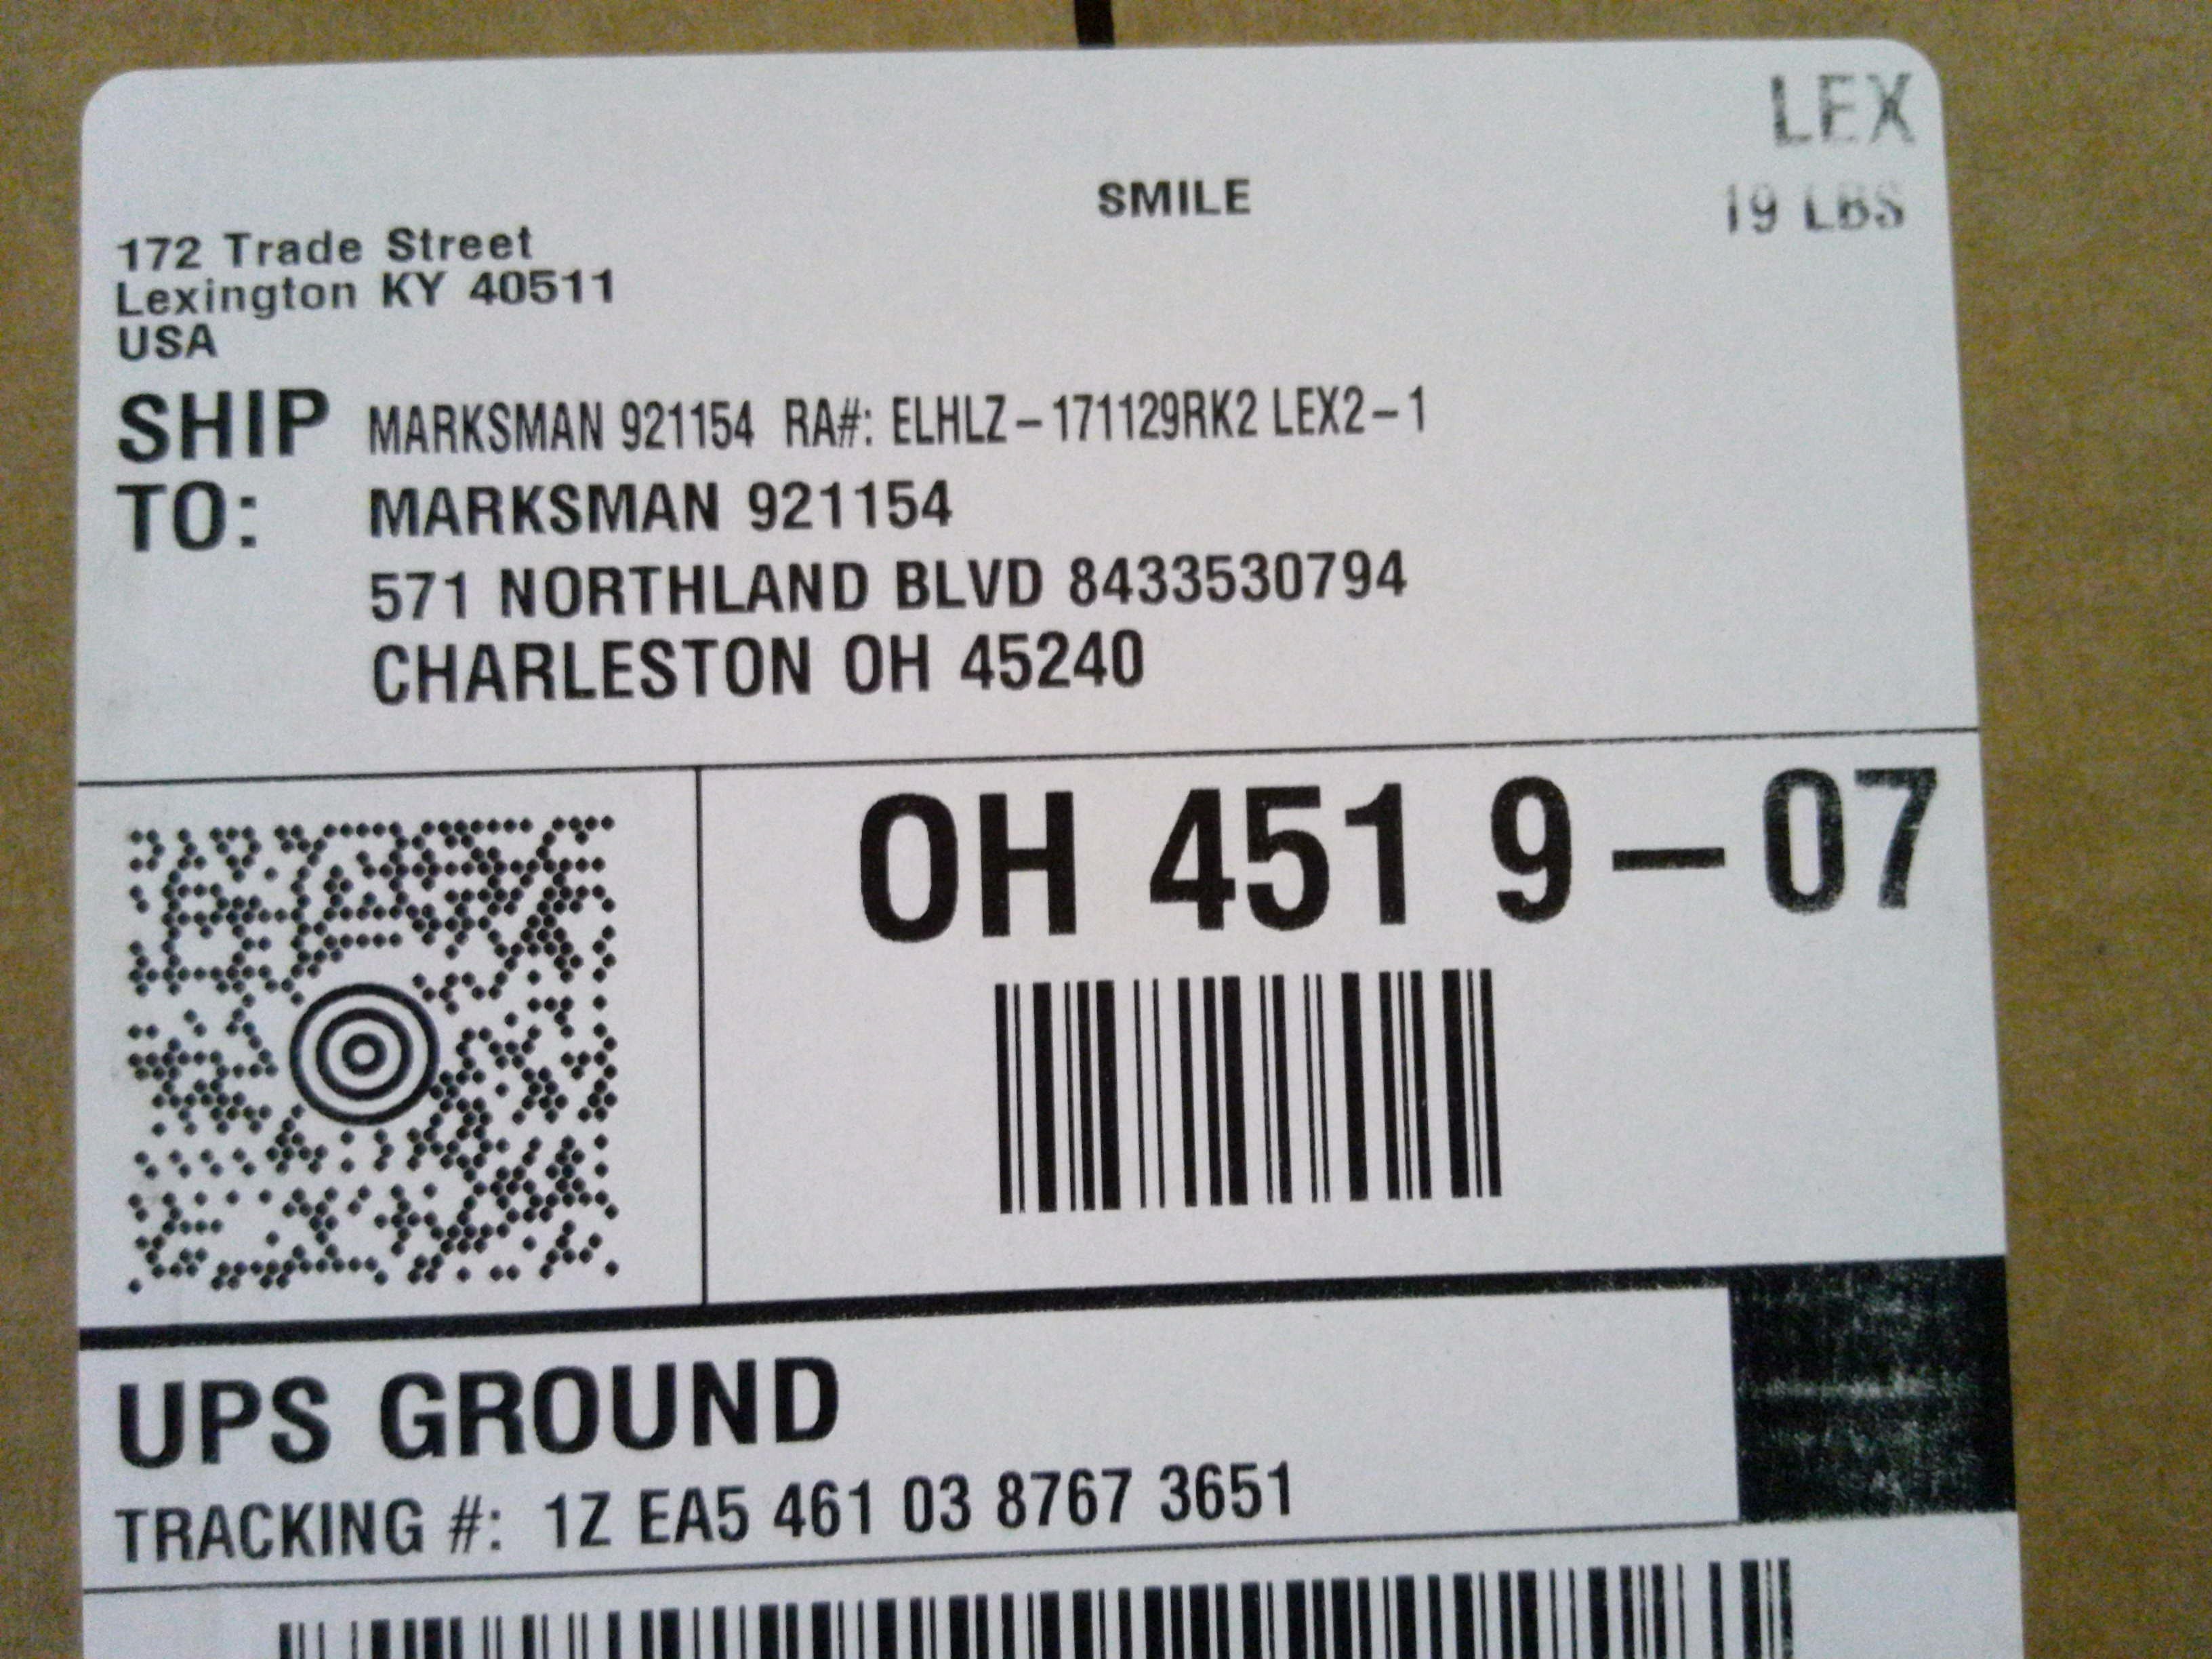 LEX
SMILE
19 LBS
172 Trade Street
Lexington KY 40511
USA
SHIP TO:
MARKSMAN 921154 RA#: ELHLZ-171129RK2 LEX2-1
MARKSMAN 921154
571 NORTHLAND BLVD 8433530794
CHARLESTON OH 45240
OH 451 9-07
UPS GROUND
TRACKING #: 1Z EA5 461 03 8767 3651